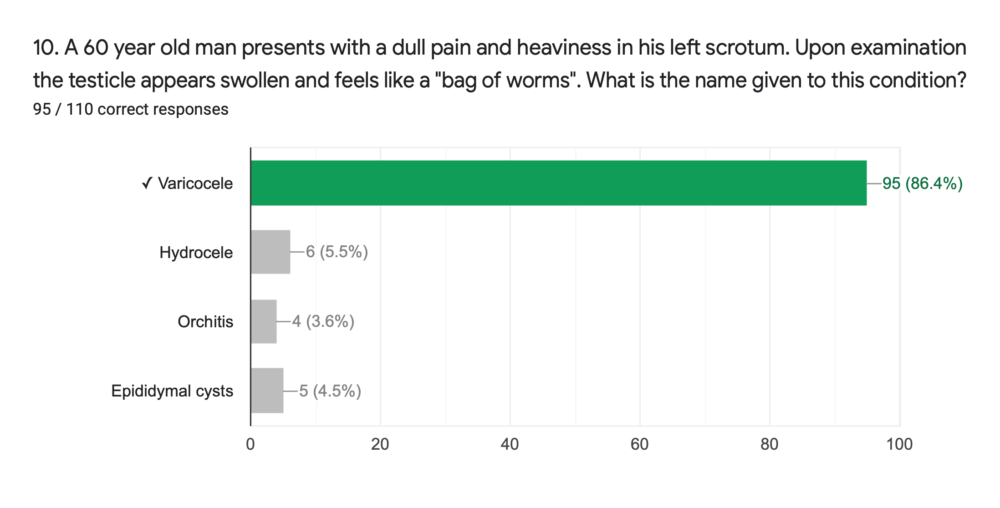 10. A 60 year old man presents with a dull pain and heaviness in his left scrotum. Upon examination
the testicle appears swollen and feels like a "bag of worms". What is the name given to this condition?
95 / 110 correct responses
✓ Varicocele
95 (86.4%)
Hydrocele
6 (5.5%)
Orchitis
4 (3.6%)
Epididymal cysts
5 (4.5%)
0 20 40 60 80 100